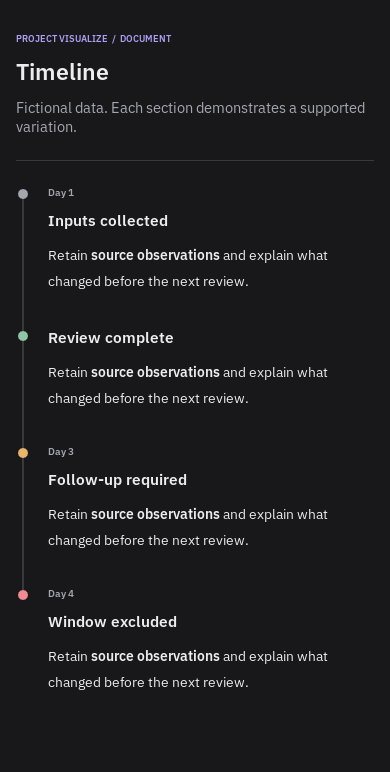 PROJECT VISUALIZE / DOCUMENT
Timeline
Fictional data. Each section demonstrates a supported
variation.
Day 1
Inputs collected
Retain source observations and explain what
changed before the next review.
Review complete
Retain source observations and explain what
changed before the next review.
Day 3
Follow-up required
Retain source observations and explain what
changed before the next review.
Day 4
Window excluded
Retain source observations and explain what
changed before the next review.